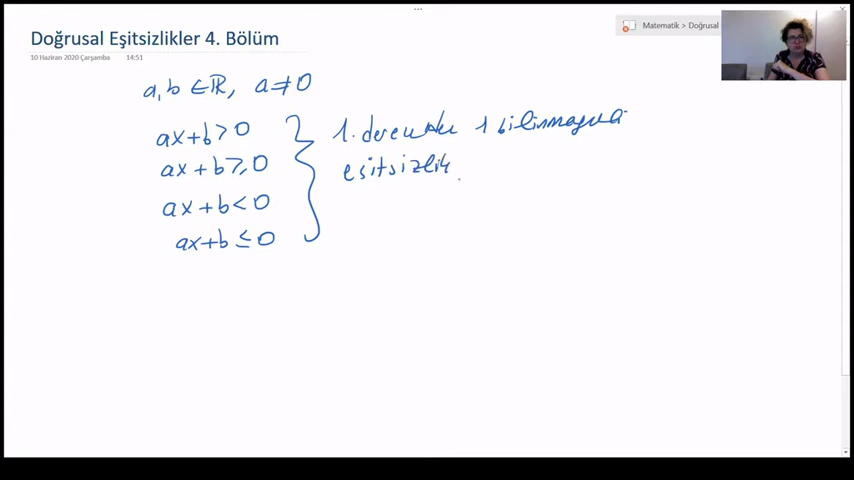 ...
Matematik > Doğrusal
Doğrusal Eşitsizlikler 4. Bölüm
10 Haziran 2020 Çarşamba 14:51
a,b ∈ ℝ, a ≠ 0
ax+b > 0
ax+b ≥ 0
ax+b < 0
ax+b ≤ 0
1. dereceden 1 bilinmeyenli
eşitsizlik.